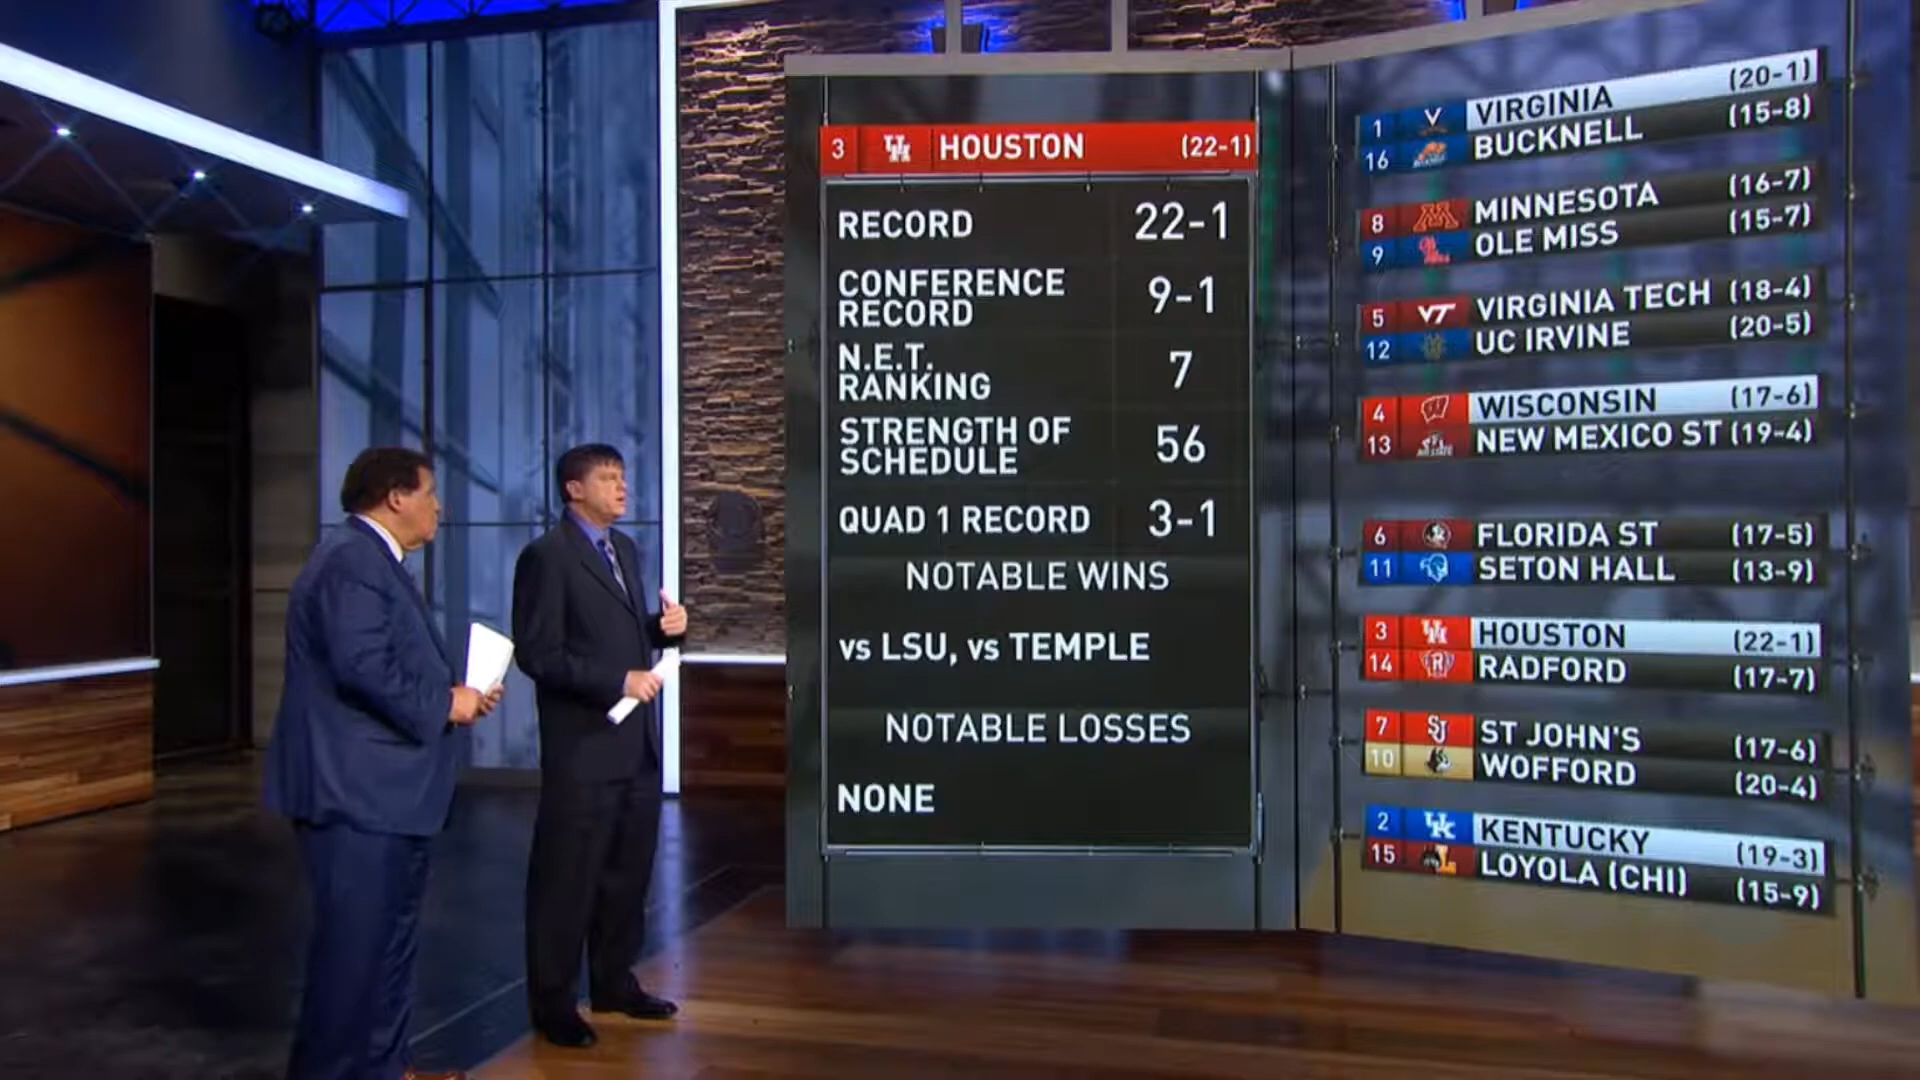 3 UH HOUSTON (22-1)
RECORD 22-1
CONFERENCE
RECORD 9-1
N.E.T.
RANKING 7
STRENGTH OF
SCHEDULE 56
QUAD 1 RECORD 3-1
NOTABLE WINS
vs LSU, vs TEMPLE
NOTABLE LOSSES
NONE
1 V VIRGINIA (20-1)
16 BUCKNELL (15-8)
8 M MINNESOTA (16-7)
9 OLE MISS (15-7)
5 VT VIRGINIA TECH (18-4)
12 UC IRVINE (20-5)
4 W WISCONSIN (17-6)
13 NEW MEXICO ST (19-4)
6 FLORIDA ST (17-5)
11 SETON HALL (13-9)
3 UH HOUSTON (22-1)
14 R RADFORD (17-7)
7 SJ ST JOHN'S (17-6)
10 WOFFORD (20-4)
2 UK KENTUCKY (19-3)
15 L LOYOLA (CHI) (15-9)